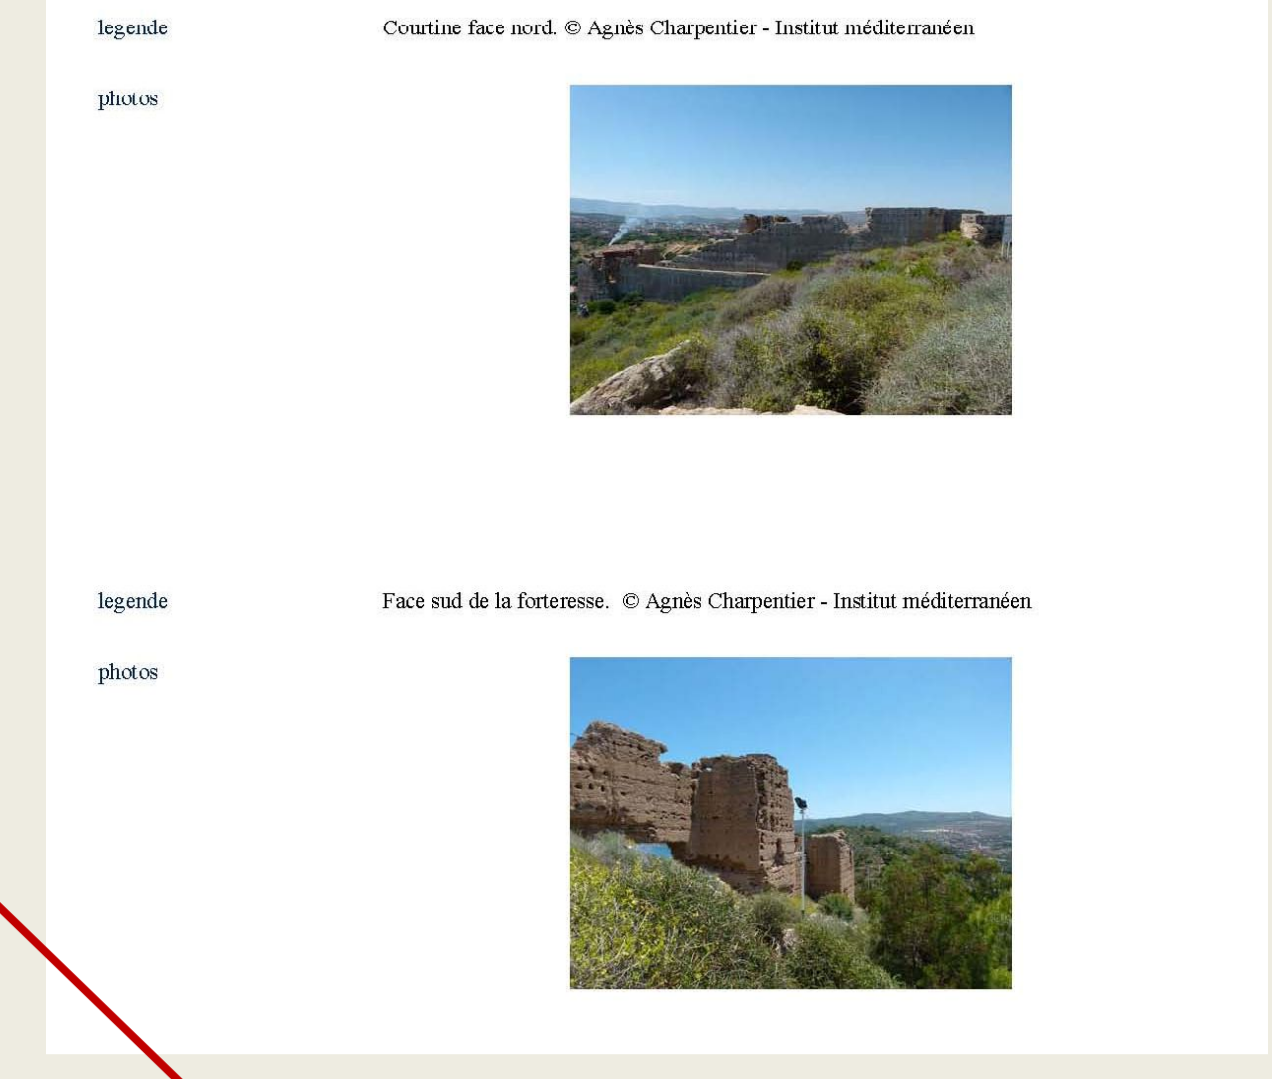 legende Courtine face nord. © Agnès Charpentier - Institut méditerranéen
photos
legende Face sud de la forteresse. © Agnès Charpentier - Institut méditerranéen
photos